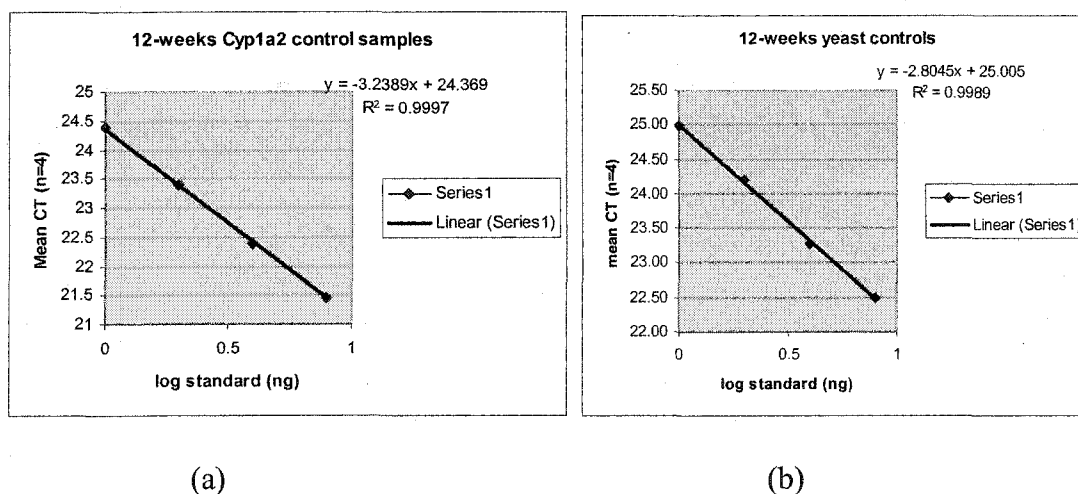 12-weeks Cyp1a2 control samples
y = -3.2389x + 24.369
R² = 0.9997
25
24.5
24
23.5
23
22.5
22
21.5
21
Mean CT (n=4)
0
0.5
1
log standard (ng)
Series1
Linear (Series1)
(a)
12-weeks yeast controls
y = -2.8045x + 25.005
R² = 0.9989
25.50
25.00
24.50
24.00
23.50
23.00
22.50
22.00
mean CT (n=4)
0
0.5
1
log standard (ng)
Series1
Linear (Series1)
(b)